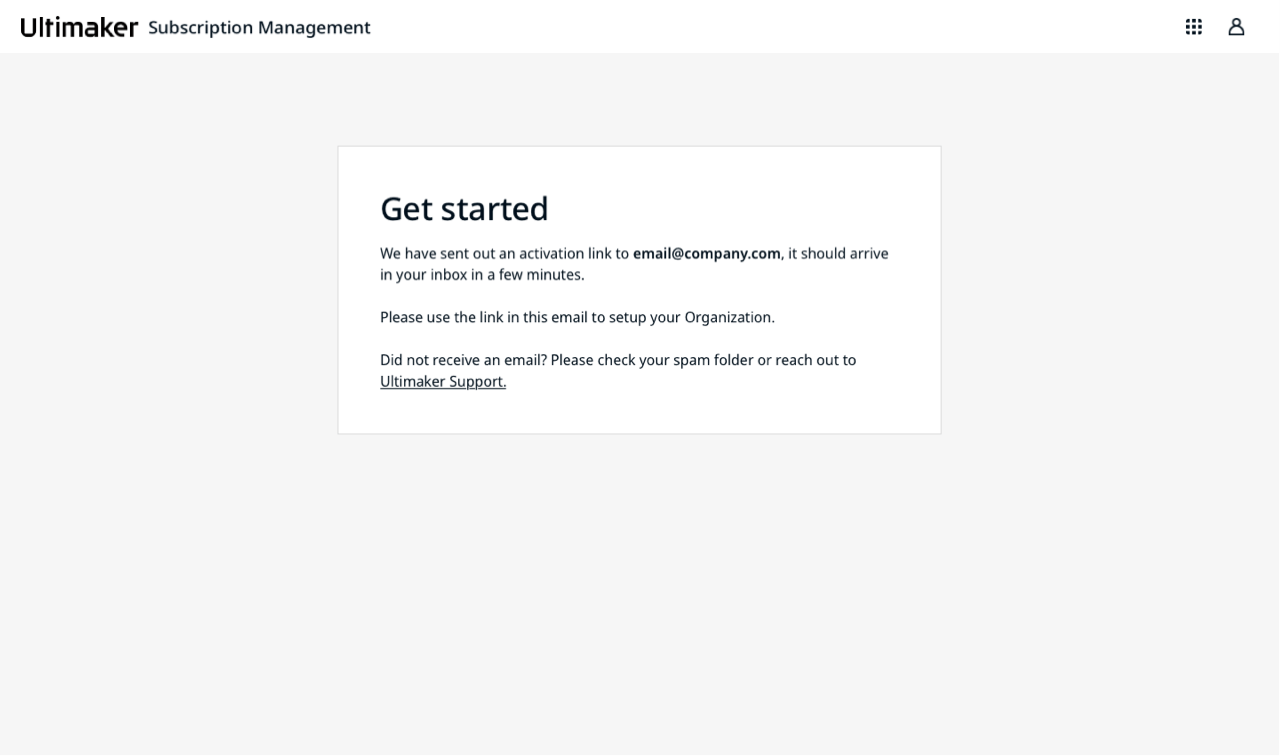 Ultimaker Subscription Management
Get started
We have sent out an activation link to email@company.com, it should arrive
in your inbox in a few minutes.
Please use the link in this email to setup your Organization.
Did not receive an email? Please check your spam folder or reach out to
Ultimaker Support.